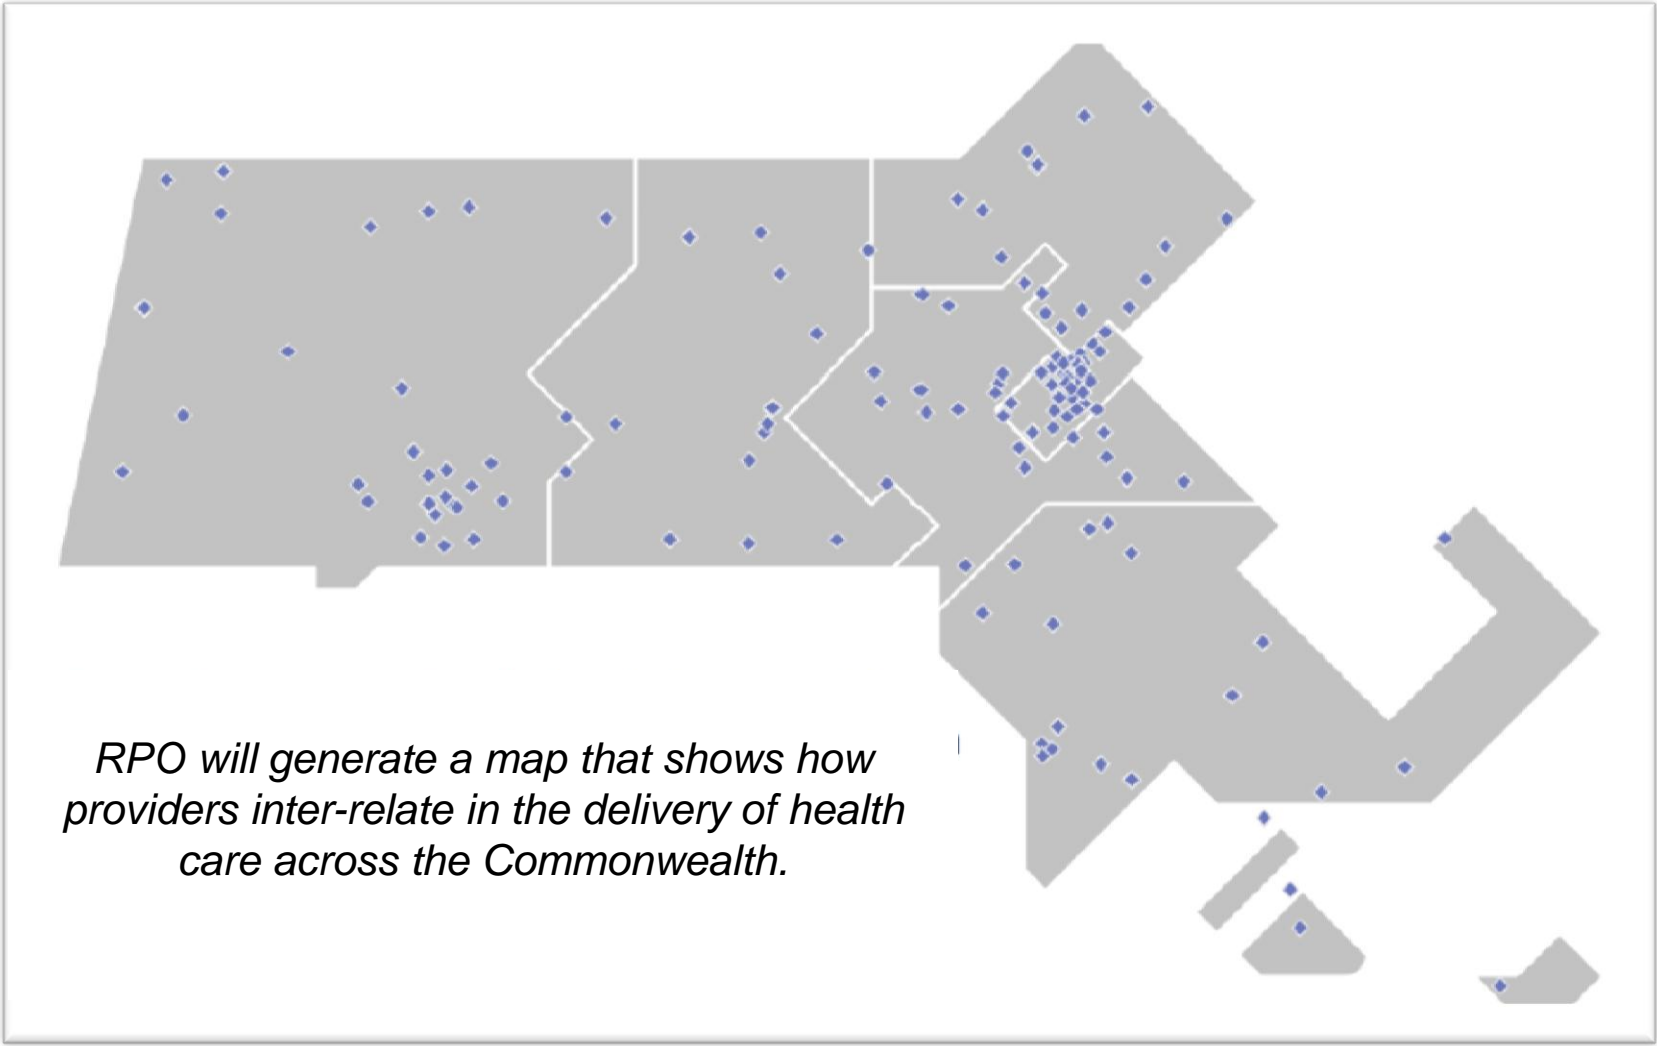 RPO will generate a map that shows how
providers inter-relate in the delivery of health
care across the Commonwealth.